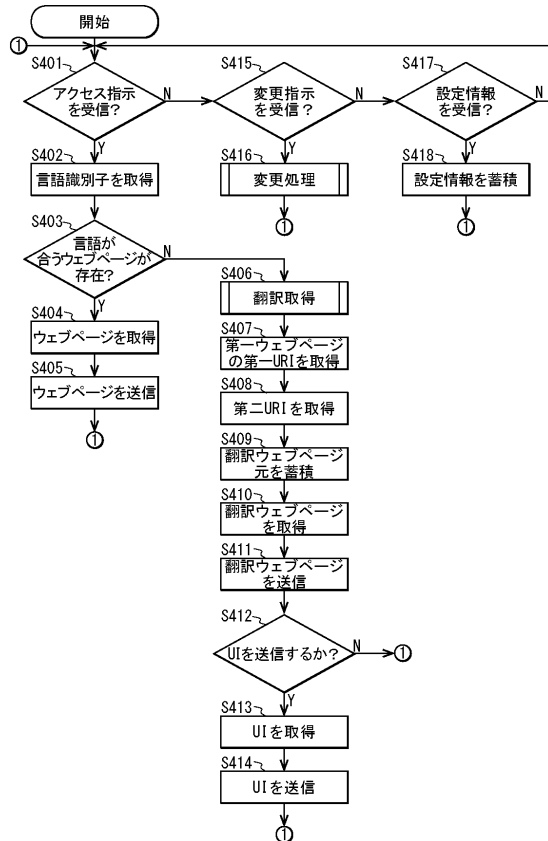 開始
①
S401
アクセス指示
を受信?
N
Y
S415
変更指示
を受信?
N
Y
S417
設定情報
を受信?
N
Y
S402
言語識別子を取得
S416
変更処理
①
S418
設定情報を蓄積
①
S403
言語が
合うウェブページが
存在?
N
Y
S404
ウェブページを取得
S405
ウェブページを送信
①
S406
翻訳取得
S407
第一ウェブページ
の第一URIを取得
S408
第二URIを取得
S409
翻訳ウェブページ
元を蓄積
S410
翻訳ウェブページ
を取得
S411
翻訳ウェブページ
を送信
S412
UIを送信するか?
N
①
Y
S413
UIを取得
S414
UIを送信
①